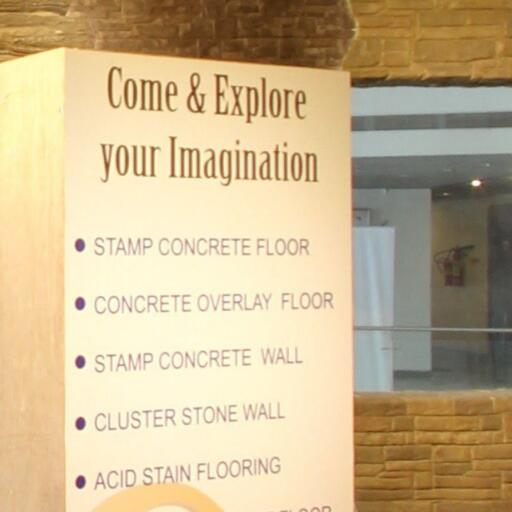 Come & Explore
your Imagination
STAMP CONCRETE FLOOR
CONCRETE OVERLAY FLOOR
STAMP CONCRETE WALL
CLUSTER STONE WALL
ACID STAIN FLOORING
FLOOR